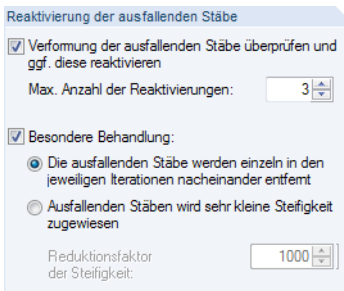 Reaktivierung der ausfallenden Stäbe
Verformung der ausfallenden Stäbe überprüfen und
ggf. diese reaktivieren
Max. Anzahl der Reaktivierungen: 3
Besondere Behandlung:
Die ausfallenden Stäbe werden einzeln in den
jeweiligen Iterationen nacheinander entfernt
Ausfallenden Stäben wird sehr kleine Steifigkeit
zugewiesen
Reduktionsfaktor 1000
der Steifigkeit: